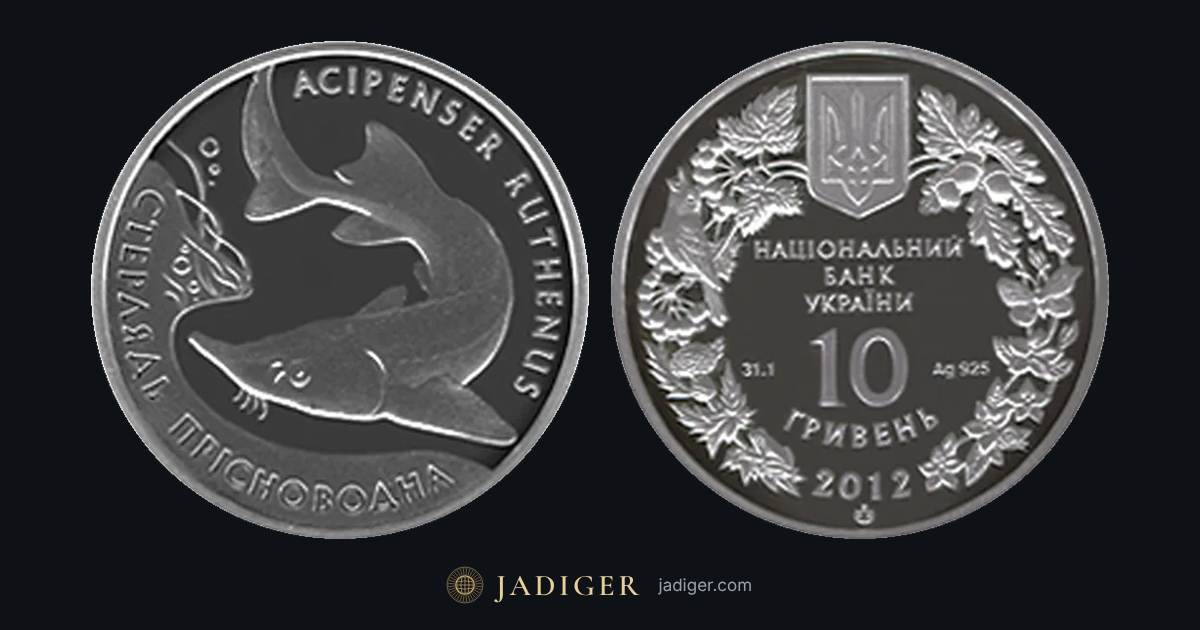 ACIPENSER RUTHENUS
СТЕРЛЯДЬ ПРІСНОВОДНА
НАЦІОНАЛЬНИЙ
БАНК
УКРАЇНИ
31.1
10
Ag 925
ГРИВЕНЬ
2012
JADIGER
jadiger.com